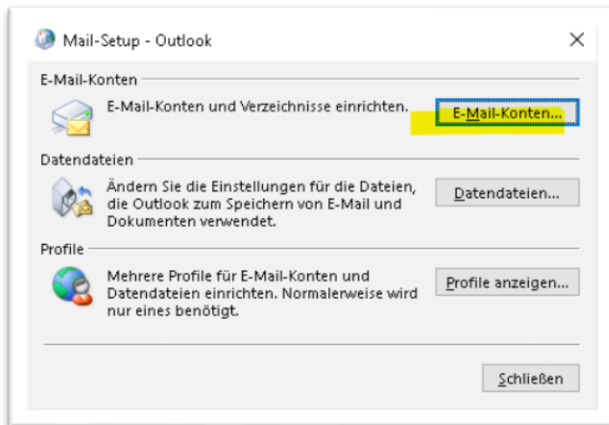 Mail-Setup - Outlook
E-Mail-Konten
E-Mail-Konten und Verzeichnisse einrichten.
E-Mail-Konten...
Datendateien
Ändern Sie die Einstellungen für die Dateien,
die Outlook zum Speichern von E-Mail und
Dokumenten verwendet.
Datendateien...
Profile
Mehrere Profile für E-Mail-Konten und
Datendateien einrichten. Normalerweise wird
nur eines benötigt.
Profile anzeigen...
Schließen